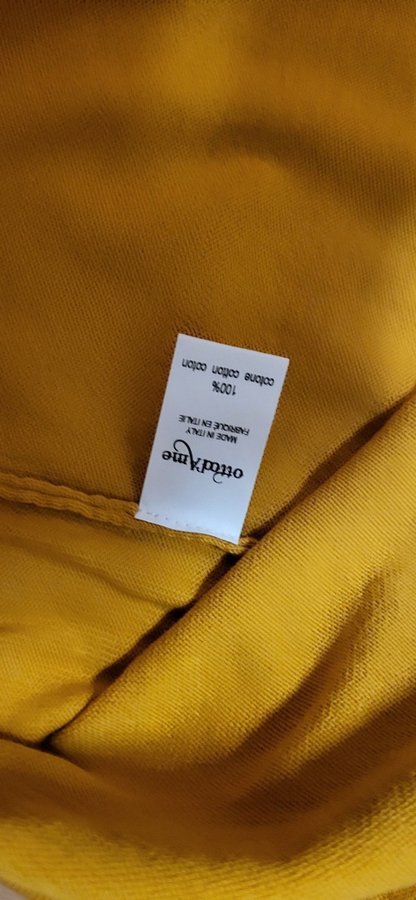 ottod'Ame
MADE IN ITALY
FABRIQUÉ EN ITALIE
100%
cotone cotton coton